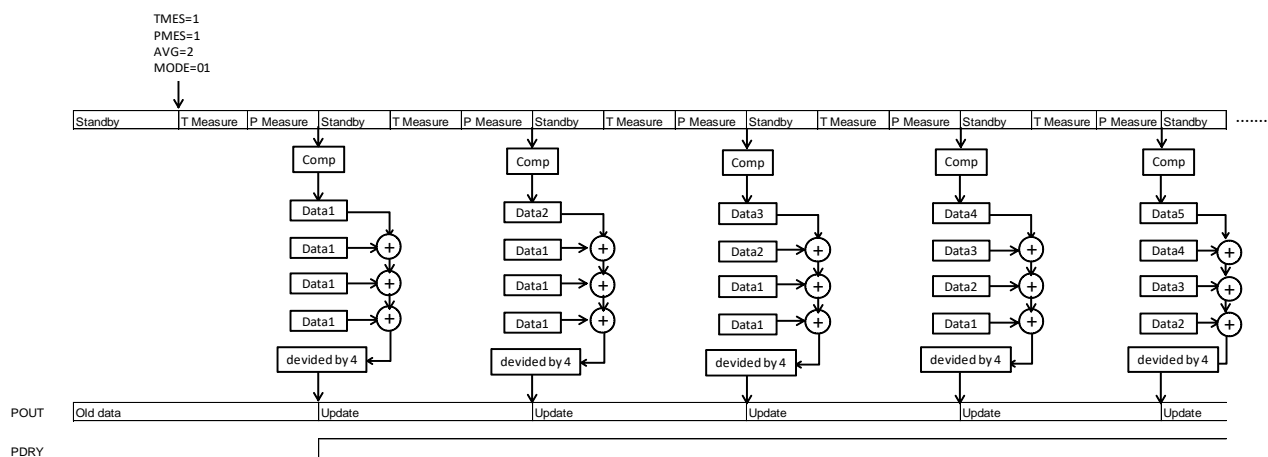 TMES=1
PMES=1
AVG=2
MODE=01
Standby T Measure P Measure Standby T Measure P Measure Standby T Measure P Measure Standby T Measure P Measure Standby T Measure P Measure Standby .......
Comp Comp Comp Comp Comp
Data1 Data2 Data3 Data4 Data5
Data1 + Data1 + Data2 + Data3 + Data4 +
Data1 + Data1 + Data1 + Data2 + Data3 +
Data1 + Data1 + Data1 + Data1 + Data2 +
devided by 4 devided by 4 devided by 4 devided by 4 devided by 4
POUT Old data Update Update Update Update Update
PDRY